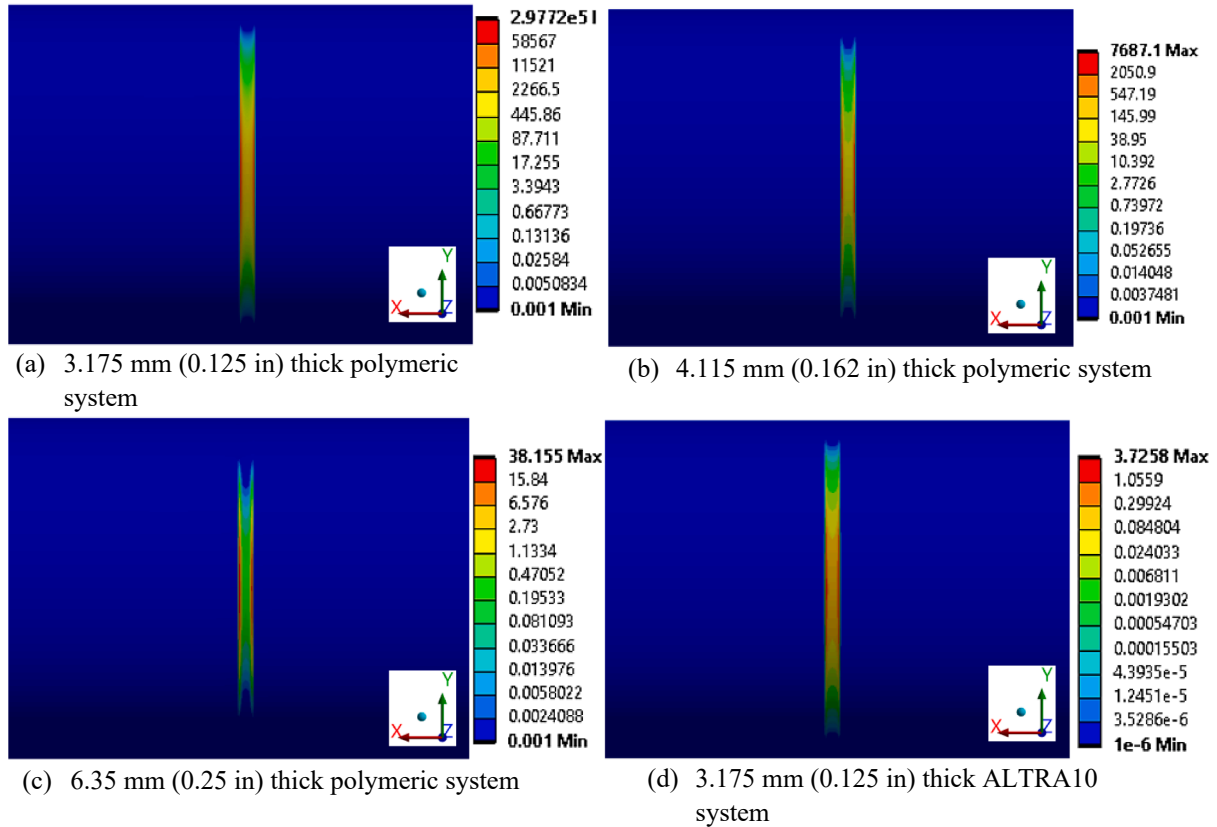 2.9772e51
58567
11521
2266.5
445.86
87.711
17.255
3.3943
0.66773
0.13136
0.02584
0.0050834
0.001 Min
Y
X
Z
(a) 3.175 mm (0.125 in) thick polymeric
system
7687.1 Max
2050.9
547.19
145.99
38.95
10.392
2.7726
0.73972
0.19736
0.052655
0.014048
0.0037481
0.001 Min
Y
X
Z
(b) 4.115 mm (0.162 in) thick polymeric system
38.155 Max
15.84
6.576
2.73
1.1334
0.47052
0.19533
0.081093
0.033666
0.013976
0.0058022
0.0024088
0.001 Min
Y
X
Z
(c) 6.35 mm (0.25 in) thick polymeric system
3.7258 Max
1.0559
0.29924
0.084804
0.024033
0.006811
0.0019302
0.00054703
0.00015503
4.3935e-5
1.2451e-5
3.5286e-6
1e-6 Min
Y
X
Z
(d) 3.175 mm (0.125 in) thick ALTRA10
system